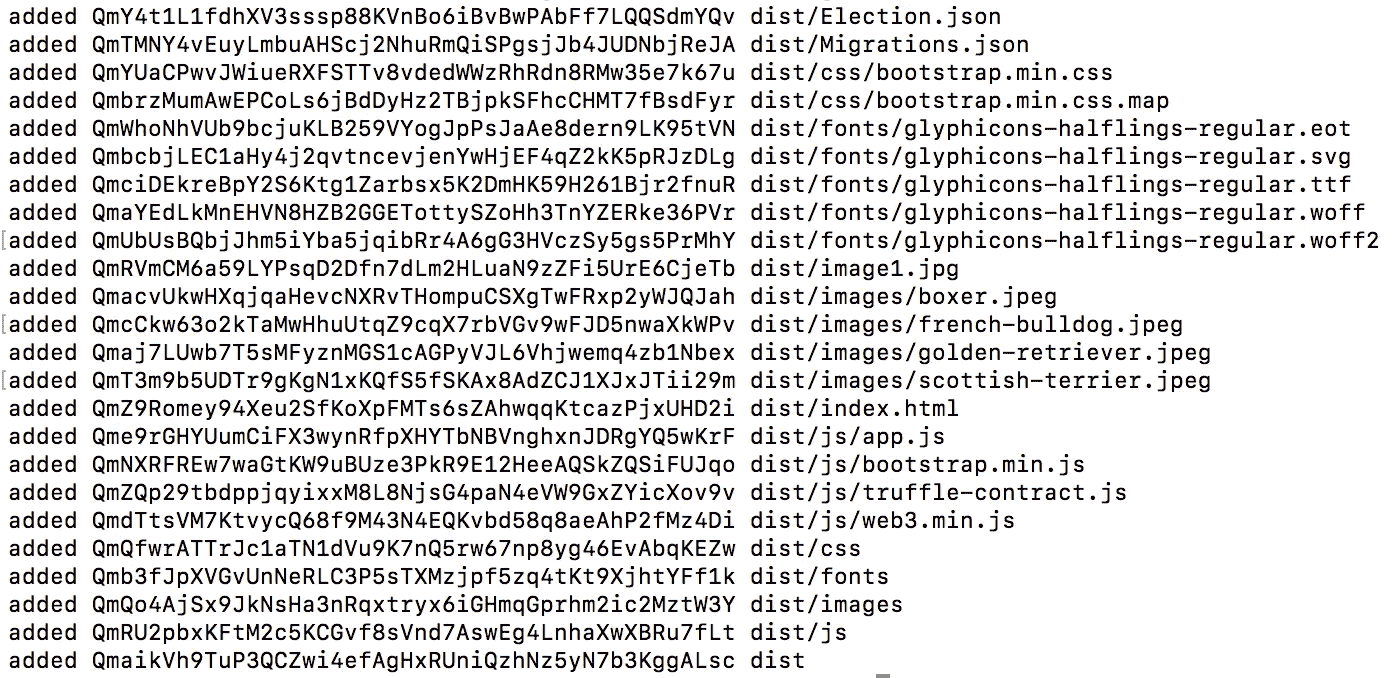 added QmY4t1L1fdhXV3sssp88KVnBo6iBvBwPAbFf7LQQSdmYQv dist/Election.json
added QmTMNY4vEuyLmbuAHScj2NhuRmQiSPgsjJb4JUDNbjReJA dist/Migrations.json
added QmYUaCPwvJWiueRXFSTTv8vdedWWzRhRdn8RMw35e7k67u dist/css/bootstrap.min.css
added QmbrzMumAwEPCoLs6jBdDyHz2TBjpkSFhcCHMT7fBsdFyr dist/css/bootstrap.min.css.map
added QmWhoNhVUb9bcjuKLB259VYogJpPsJaAe8dern9LK95tVN dist/fonts/glyphicons-halflings-regular.eot
added QmbcbjLEC1aHy4j2qvtncevjenYwHjEF4qZ2kK5pRJzDLg dist/fonts/glyphicons-halflings-regular.svg
added QmciDEkreBpY2S6Ktg1Zarbsx5K2DmHK59H261Bjr2fnuR dist/fonts/glyphicons-halflings-regular.ttf
added QmaYEdLkMnEHVN8HZB2GGETottySZoHh3TnYZERke36PVr dist/fonts/glyphicons-halflings-regular.woff
[added QmUbUsBQbjJhm5iYba5jqibRr4A6gG3HVczSy5gs5PrMhY dist/fonts/glyphicons-halflings-regular.woff2
added QmRVmCM6a59LYPsqD2Dfn7dLm2HLuaN9zZFi5UrE6CjeTb dist/image1.jpg
added QmacvUkwHXqjqaHevcNXRvTHompuCSXgTwFRxp2yWJQJah dist/images/boxer.jpeg
[added QmcCkw63o2kTaMwHhuUtqZ9cqX7rbVGv9wFJD5nwaXkWPv dist/images/french-bulldog.jpeg
added Qmaj7LUwb7T5sMFyznMGS1cAGPyVJL6Vhjwemq4zb1Nbex dist/images/golden-retriever.jpeg
[added QmT3m9b5UDTr9gKgN1xKQfS5fSKAx8AdZCJ1XJxJTii29m dist/images/scottish-terrier.jpeg
added QmZ9Romey94Xeu2SfKoXpFMTs6sZAhwqqKtcazPjxUHD2i dist/index.html
added Qme9rGHYUumCiFX3wynRfpXHYTbNBVnghxnJDRgYQ5wKrF dist/js/app.js
added QmNXRFREw7waGtKW9uBUze3PkR9E12HeeAQSkZQSiFUJqo dist/js/bootstrap.min.js
added QmZQp29tbdppjqyixxM8L8NjsG4paN4eVW9GxZYicXov9v dist/js/truffle-contract.js
added QmdTtsVM7KtvycQ68f9M43N4EQKvbd58q8aeAhP2fMz4Di dist/js/web3.min.js
added QmQfwrATTrJc1aTN1dVu9K7nQ5rw67np8yg46EvAbqKEZw dist/css
added Qmb3fJpXVGvUnNeRLC3P5sTXMzjpf5zq4tKt9XjhtYFf1k dist/fonts
added QmQo4AjSx9JkNsHa3nRqxtryx6iGHmqGprhm2ic2MztW3Y dist/images
added QmRU2pbxKFtM2c5KCGvf8sVnd7AswEg4LnhaXwXBRu7fLt dist/js
added QmaikVh9TuP3QCZwi4efAgHxRUniQzhNz5yN7b3KggALsc dist